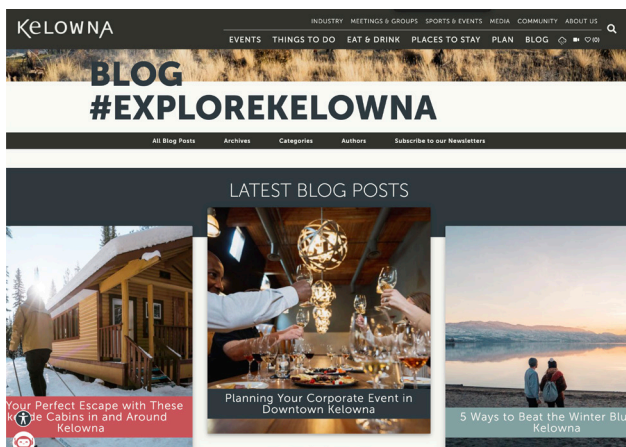 KELOWNA
INDUSTRY MEETINGS & GROUPS SPORTS & EVENTS MEDIA COMMUNITY ABOUT US
EVENTS THINGS TO DO EAT & DRINK PLACES TO STAY PLAN BLOG (0)
BLOG
#EXPLOREKELOWNA
All Blog Posts Archives Categories Authors Subscribe to our Newsletters
LATEST BLOG POSTS
Your Perfect Escape with These
Cabins in and Around
Kelowna
Planning Your Corporate Event in
Downtown Kelowna
5 Ways to Beat the Winter
Kelowna